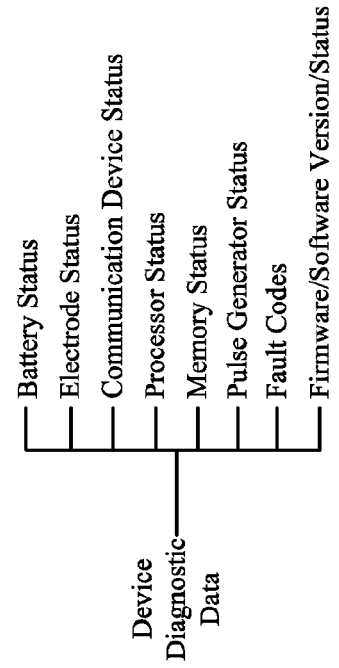 Device
Diagnostic
Data
Battery Status
Electrode Status
Communication Device Status
Processor Status
Memory Status
Pulse Generator Status
Fault Codes
Firmware/Software Version/Status